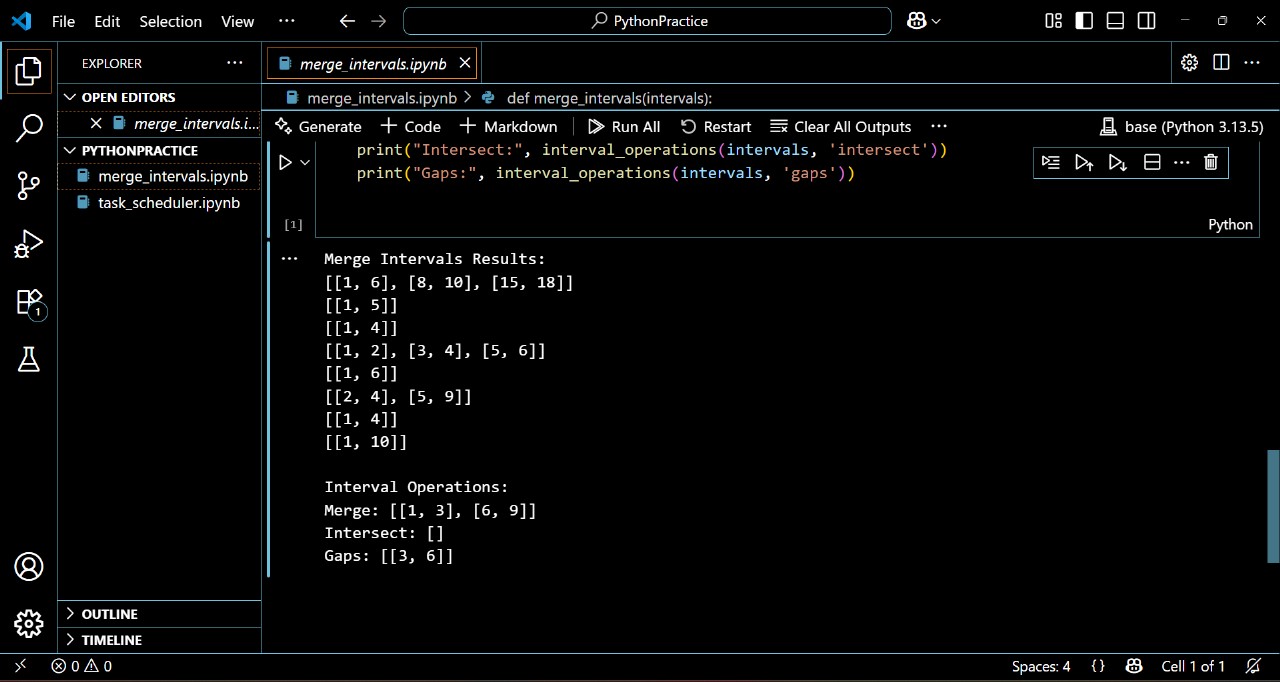 File Edit Selection View ··· PythonPractice
EXPLORER ···
OPEN EDITORS
merge_intervals.i...
PYTHONPRACTICE
merge_intervals.ipynb
task_scheduler.ipynb
OUTLINE
TIMELINE
1
merge_intervals.ipynb
merge_intervals.ipynb > def merge_intervals(intervals):
Generate + Code + Markdown Run All Restart Clear All Outputs ··· base (Python 3.13.5)
print("Intersect:", interval_operations(intervals, 'intersect'))
print("Gaps:", interval_operations(intervals, 'gaps'))
[1]
Python
Merge Intervals Results:
[[1, 6], [8, 10], [15, 18]]
[[1, 5]]
[[1, 4]]
[[1, 2], [3, 4], [5, 6]]
[[1, 6]]
[[2, 4], [5, 9]]
[[1, 4]]
[[1, 10]]
Interval Operations:
Merge: [[1, 3], [6, 9]]
Intersect: []
Gaps: [[3, 6]]
0 0 Spaces: 4 {} Cell 1 of 1